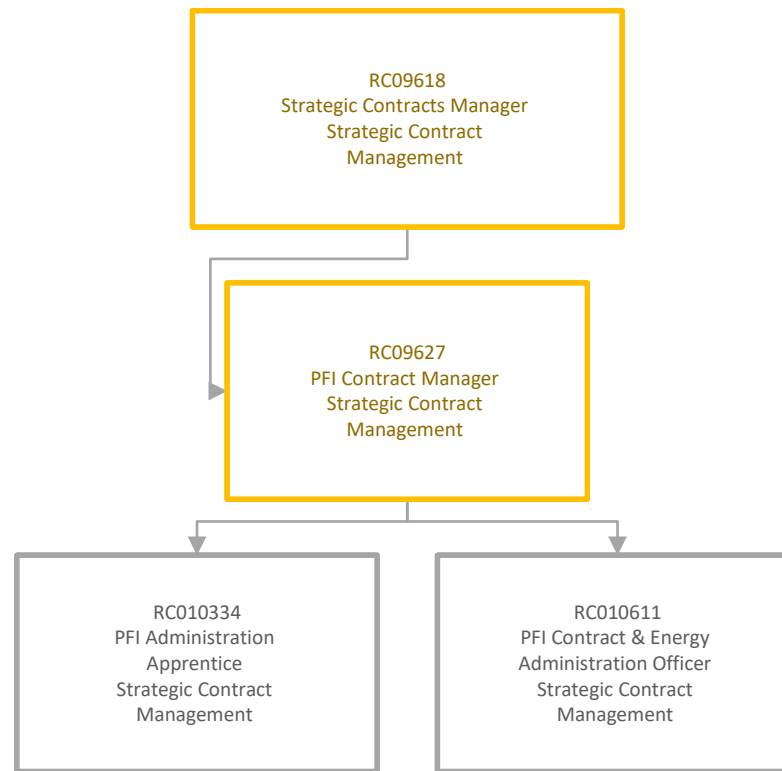 RC09618
Strategic Contracts Manager
Strategic Contract
Management
RC09627
PFI Contract Manager
Strategic Contract
Management
RC010334
PFI Administration
Apprentice
Strategic Contract
Management
RC010611
PFI Contract & Energy
Administration Officer
Strategic Contract
Management